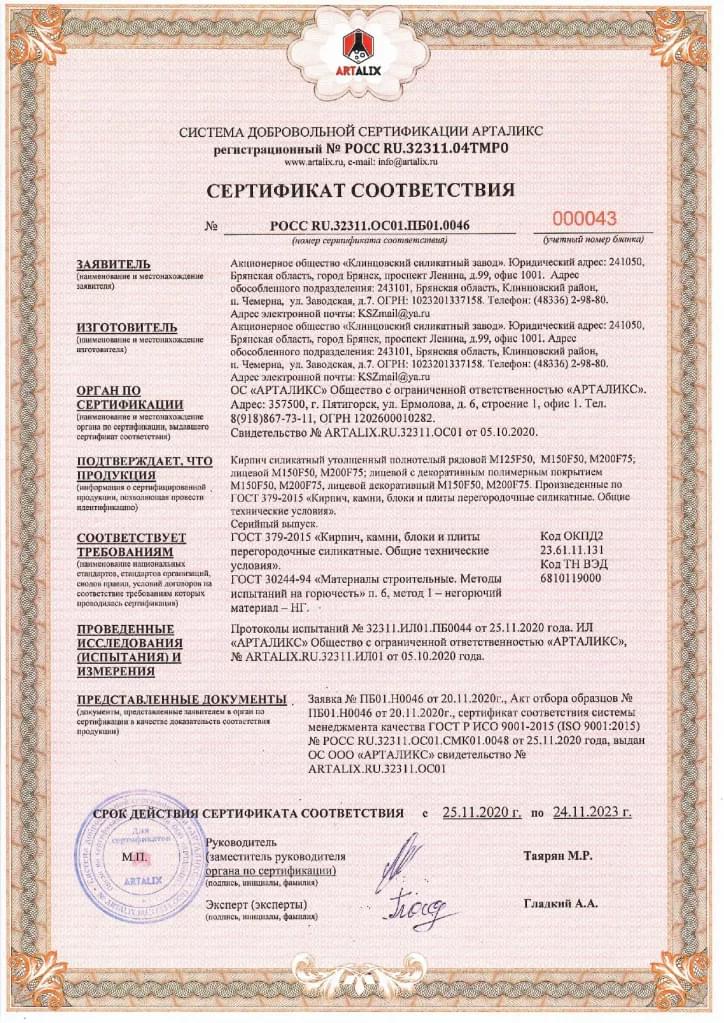 ARTALIX
СИСТЕМА ДОБРОВОЛЬНОЙ СЕРТИФИКАЦИИ АРТАЛИКС
регистрационный № РОСС RU.32311.04ТМР0
www.artalix.ru, e-mail: info@artalix.ru
СЕРТИФИКАТ СООТВЕТСТВИЯ
№ РОСС RU.32311.ОС01.ПБ01.0046 000043
(номер сертификата соответствия) (учетный номер бланка)
ЗАЯВИТЕЛЬ
(наименование и местонахождение
заявителя)
Акционерное общество «Клинцовский силикатный завод». Юридический адрес: 241050,
Брянская область, город Брянск, проспект Ленина, д.99, офис 1001. Адрес
обособленного подразделения: 243101, Брянская область, Клинцовский район,
п. Чемерна, ул. Заводская, д.7. ОГРН: 1023201337158. Телефон: (48336) 2-98-80.
Адрес электронной почты: KSZmail@ya.ru
ИЗГОТОВИТЕЛЬ
(наименование и местонахождение
изготовителя)
Акционерное общество «Клинцовский силикатный завод». Юридический адрес: 241050,
Брянская область, город Брянск, проспект Ленина, д.99, офис 1001. Адрес
обособленного подразделения: 243101, Брянская область, Клинцовский район,
п. Чемерна, ул. Заводская, д.7. ОГРН: 1023201337158. Телефон: (48336) 2-98-80.
Адрес электронной почты: KSZmail@ya.ru
ОРГАН ПО
СЕРТИФИКАЦИИ
(наименование и местонахождение
органа по сертификации, выдавшего
сертификат соответствия)
ОС «АРТАЛИКС» Общество с ограниченной ответственностью «АРТАЛИКС».
Адрес: 357500, г. Пятигорск, ул. Ермолова, д. 6, строение 1, офис 1. Тел.
8(918)867-73-11, ОГРН 1202600010282.
Свидетельство № ARTALIX.RU.32311.ОС01 от 05.10.2020.
ПОДТВЕРЖДАЕТ, ЧТО
ПРОДУКЦИЯ
(информация о сертифицированной
продукции, позволяющая провести
идентификацию)
Кирпич силикатный утолщенный полнотелый рядовой М125F50, М150F50, М200F75;
лицевой М150F50, М200F75; лицевой с декоративным полимерным покрытием
М150F50, М200F75, лицевой декоративный М150F50, М200F75. Произведенные по
ГОСТ 379-2015 «Кирпич, камни, блоки и плиты перегородочные силикатные. Общие
технические условия».
Серийный выпуск.
СООТВЕТСТВУЕТ
ТРЕБОВАНИЯМ
(наименование национальных
стандартов, стандартов организаций,
сводов правил, условий договоров на
соответствие требованиям которых
проводилась сертификация)
ГОСТ 379-2015 «Кирпич, камни, блоки и плиты
перегородочные силикатные. Общие технические
условия».
ГОСТ 30244-94 «Материалы строительные. Методы
испытаний на горючесть» п. 6, метод I – негорючий
материал – НГ.
Код ОКПД2
23.61.11.131
Код ТН ВЭД
6810119000
ПРОВЕДЕННЫЕ
ИССЛЕДОВАНИЯ
(ИСПЫТАНИЯ) И
ИЗМЕРЕНИЯ
Протоколы испытаний № 32311.ИЛ01.ПБ0044 от 25.11.2020 года. ИЛ
«АРТАЛИКС» Общество с ограниченной ответственностью «АРТАЛИКС»,
№ ARTALIX.RU.32311.ИЛ01 от 05.10.2020 года.
ПРЕДСТАВЛЕННЫЕ ДОКУМЕНТЫ
(документы, представленные заявителем в орган по
сертификации в качестве доказательств соответствия
продукции)
Заявка № ПБ01.Н0046 от 20.11.2020г., Акт отбора образцов №
ПБ01.Н0046 от 20.11.2020г., сертификат соответствия системы
менеджмента качества ГОСТ Р ИСО 9001-2015 (ISO 9001:2015)
№ РОСС RU.32311.ОС01.СМК01.0048 от 25.11.2020 года, выдан
ОС ООО «АРТАЛИКС» свидетельство №
ARTALIX.RU.32311.ОС01
СРОК ДЕЙСТВИЯ СЕРТИФИКАТА СООТВЕТСТВИЯ с 25.11.2020 г. по 24.11.2023 г.
Для
сертификатов
М.П.
ARTALIX
Руководитель
(заместитель руководителя
органа по сертификации)
(подпись, инициалы, фамилия)
Таярян М.Р.
Эксперт (эксперты)
(подпись, инициалы, фамилия)
Гладкий А.А.